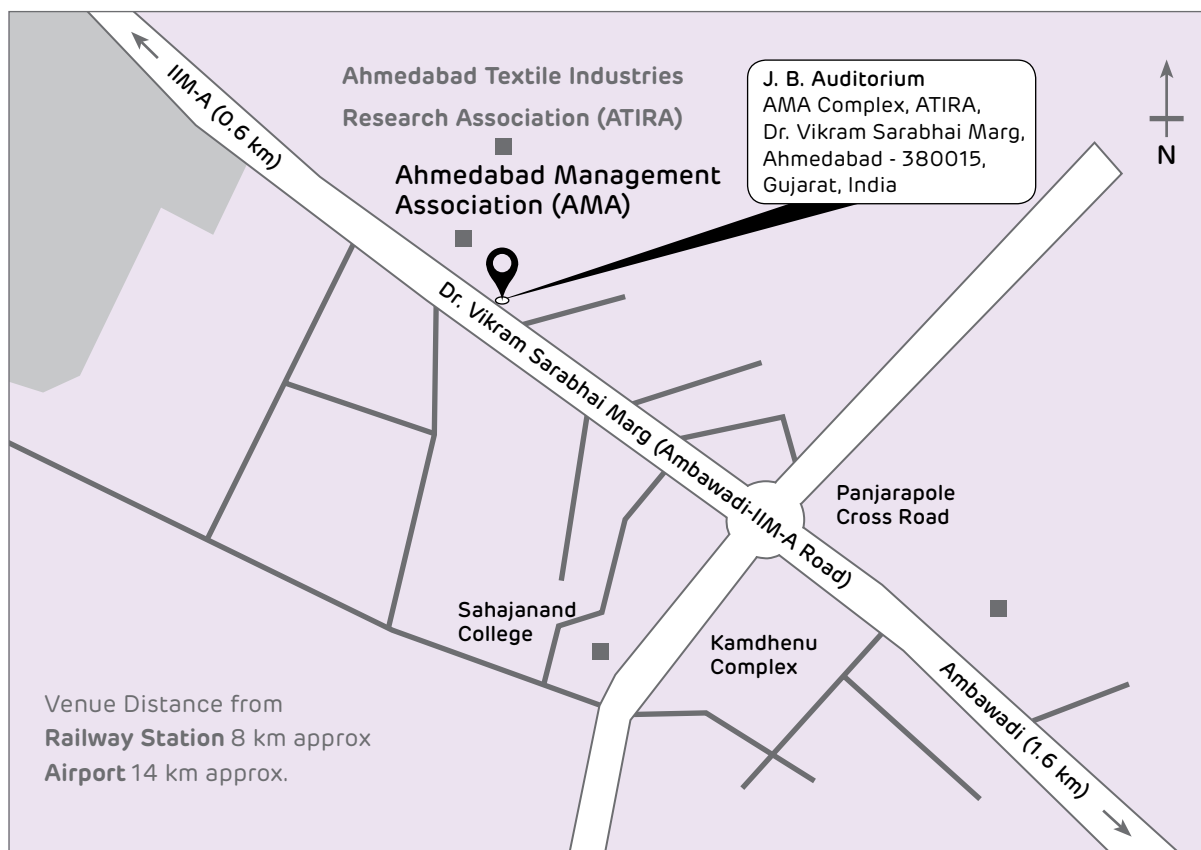 IIM-A (0.6 km)
Ahmedabad Textile Industries
Research Association (ATIRA)
Ahmedabad Management
Association (AMA)
J. B. Auditorium
AMA Complex, ATIRA,
Dr. Vikram Sarabhai Marg,
Ahmedabad - 380015,
Gujarat, India
N
Dr. Vikram Sarabhai Marg (Ambawadi-IIM-A Road)
Panjarapole
Cross Road
Sahajanand
College
Kamdhenu
Complex
Ambawadi (1.6 km)
Venue Distance from
Railway Station 8 km approx
Airport 14 km approx.